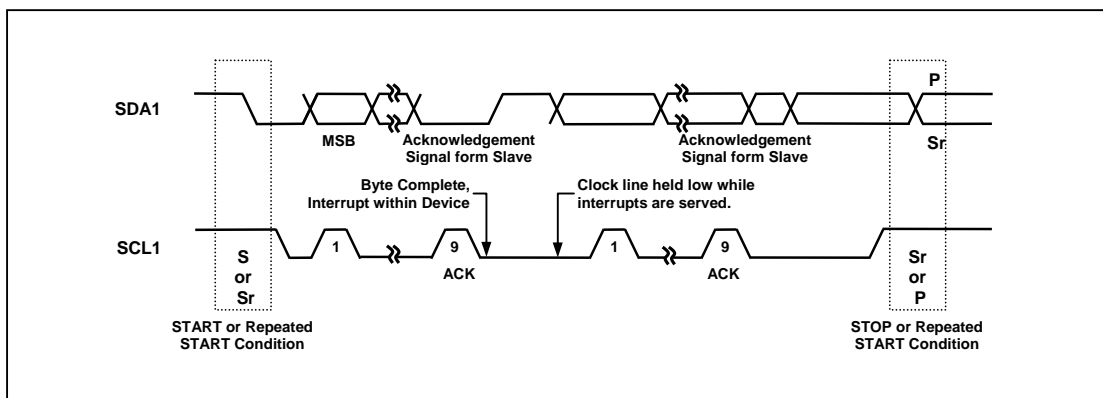 P
SDA1
MSB
Acknowledgement
Signal form Slave
Acknowledgement
Signal form Slave
Sr
Byte Complete,
Interrupt within Device
Clock line held low while
interrupts are served.
SCL1
1
9
1
9
ACK
ACK
S
or
Sr
Sr
or
P
START or Repeated
START Condition
STOP or Repeated
START Condition